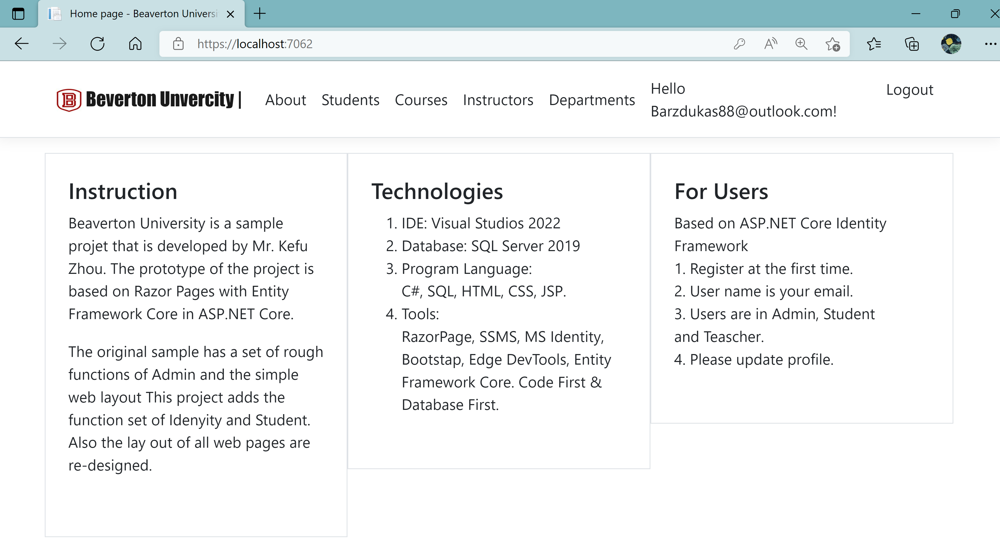 Home page - Beaverton Universi
https://localhost:7062
B Beverton Unvercity |
About Students Courses Instructors Departments
Hello
Barzdukas88@outlook.com!
Logout
Instruction
Beaverton University is a sample
projet that is developed by Mr. Kefu
Zhou. The prototype of the project is
based on Razor Pages with Entity
Framework Core in ASP.NET Core.
The original sample has a set of rough
functions of Admin and the simple
web layout This project adds the
function set of Idenyity and Student.
Also the lay out of all web pages are
re-designed.
Technologies
1. IDE: Visual Studios 2022
2. Database: SQL Server 2019
3. Program Language:
C#, SQL, HTML, CSS, JSP.
4. Tools:
RazorPage, SSMS, MS Identity,
Bootstap, Edge DevTools, Entity
Framework Core. Code First &
Database First.
For Users
Based on ASP.NET Core Identity
Framework
1. Register at the first time.
2. User name is your email.
3. Users are in Admin, Student
and Teascher.
4. Please update profile.